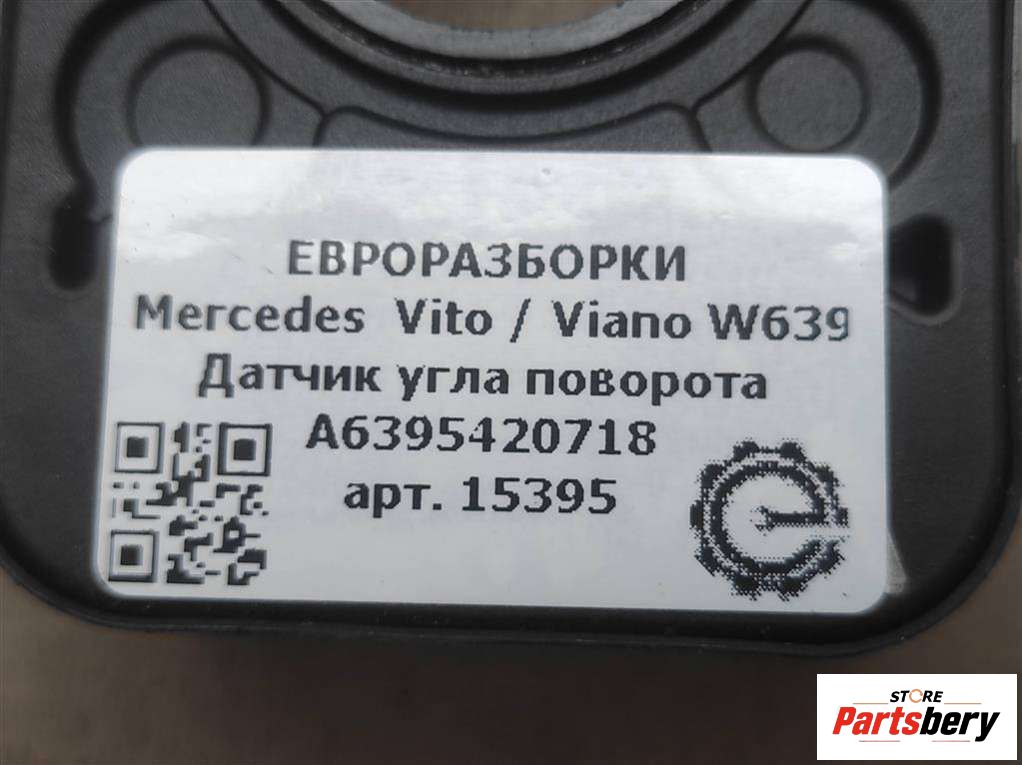 ЕВРОРАЗБОРКИ
Mercedes Vito / Viano W639
Датчик угла поворота
A6395420718
арт. 15395
STORE
Partsbery